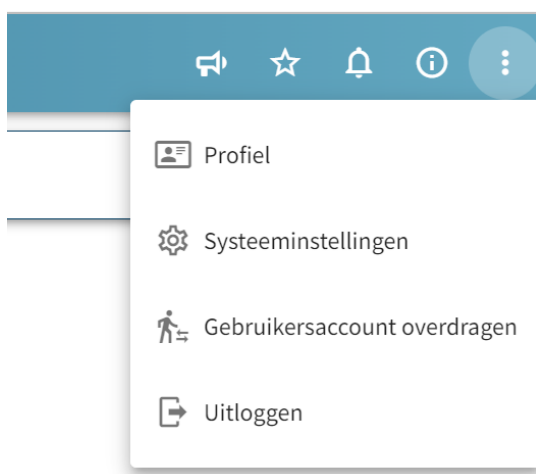 Profiel
Systeeminstellingen
Gebruikersaccount overdragen
Uitloggen